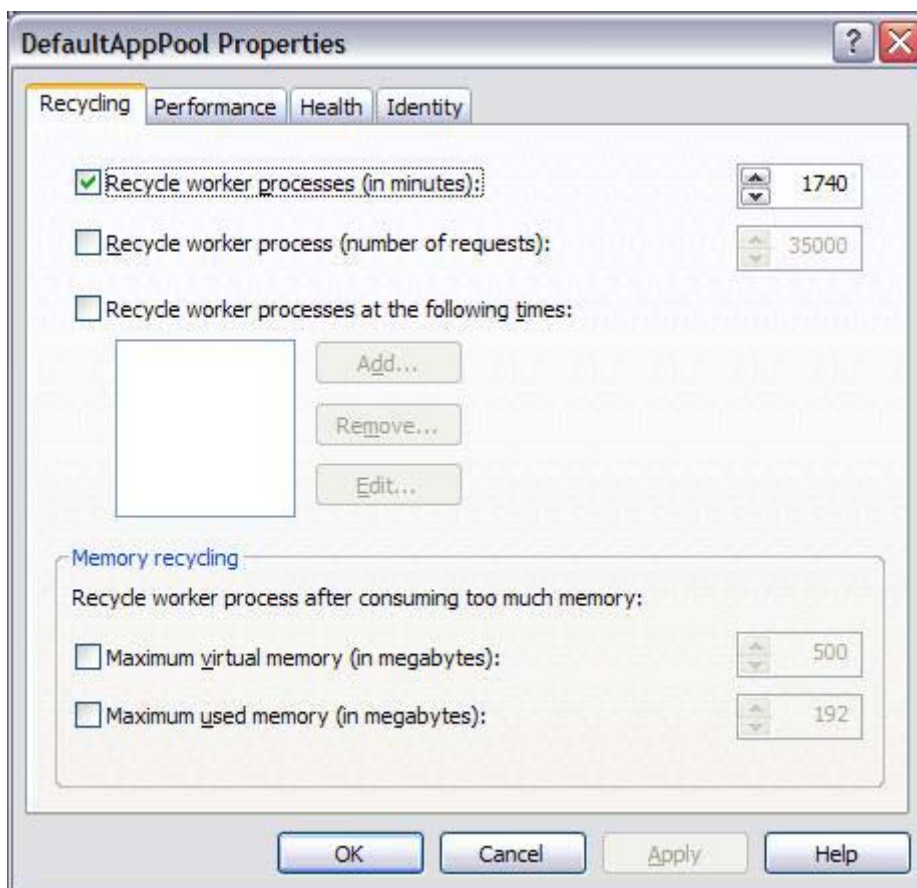 DefaultAppPool Properties
Recycling Performance Health Identity
Recycle worker processes (in minutes): 1740
Recycle worker process (number of requests): 35000
Recycle worker processes at the following times:
Add...
Remove...
Edit...
Memory recycling
Recycle worker process after consuming too much memory:
Maximum virtual memory (in megabytes): 500
Maximum used memory (in megabytes): 192
OK Cancel Apply Help